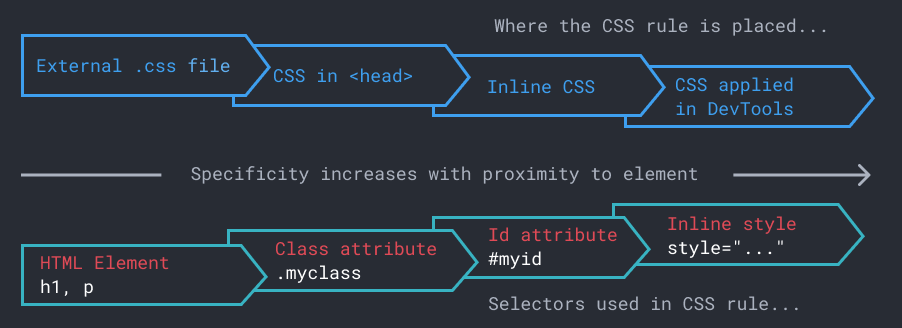 Where the CSS rule is placed...
External .css file
CSS in <head>
Inline CSS
CSS applied
in DevTools
Specificity increases with proximity to element
HTML Element
h1, p
Class attribute
.myclass
Id attribute
#myid
Inline style
style="..."
Selectors used in CSS rule...